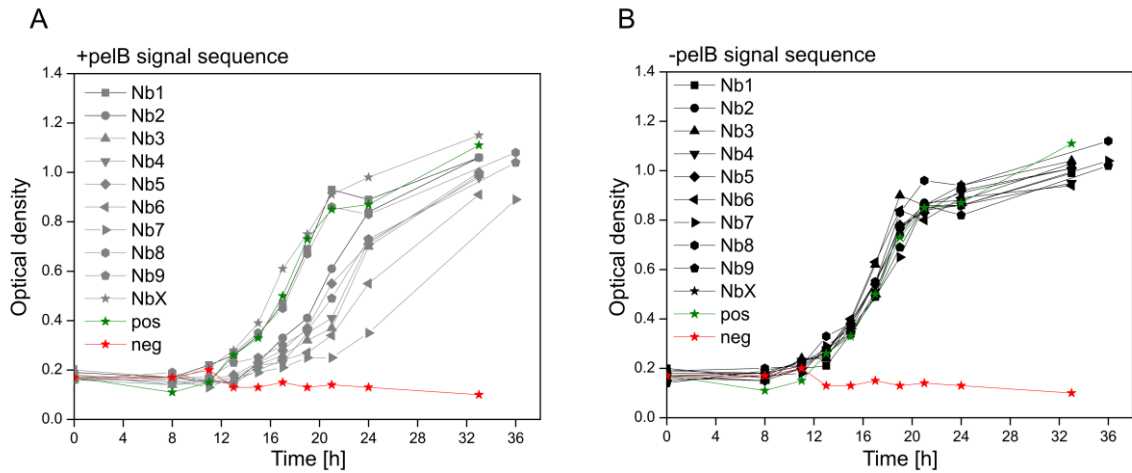 A
+pelB signal sequence
Optical density
1.4
1.2
1.0
0.8
0.6
0.4
0.2
0.0
Nb1
Nb2
Nb3
Nb4
Nb5
Nb6
Nb7
Nb8
Nb9
NbX
pos
neg
0 4 8 12 16 20 24 28 32 36
Time [h]
B
-pelB signal sequence
Optical density
1.4
1.2
1.0
0.8
0.6
0.4
0.2
0.0
Nb1
Nb2
Nb3
Nb4
Nb5
Nb6
Nb7
Nb8
Nb9
NbX
pos
neg
0 4 8 12 16 20 24 28 32 36
Time [h]